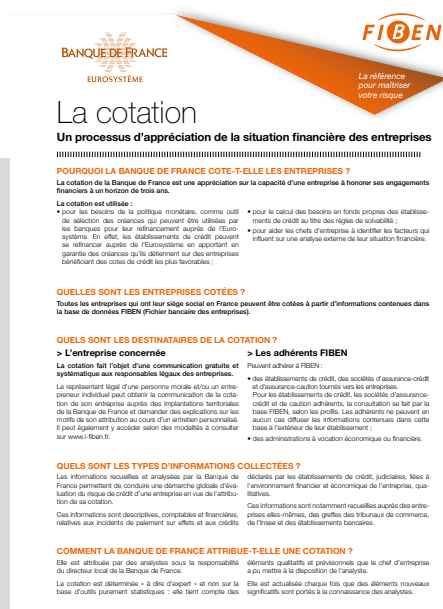 FIBEN
BANQUE DE FRANCE
EUROSYSTÈME
La référence
pour maîtriser
votre risque
La cotation
Un processus d'appréciation de la situation financière des entreprises
POURQUOI LA BANQUE DE FRANCE COTE-T-ELLE LES ENTREPRISES ?
La cotation de la Banque de France est une appréciation sur la capacité d'une entreprise à honorer ses engagements
financiers à un horizon de trois ans.
La cotation est utilisée :
• pour les besoins de la politique monétaire, comme outil
de sélection des créances qui peuvent être utilisées par
les banques pour leur refinancement auprès de l'Euro-
système. En effet, les établissements de crédit peuvent
se refinancer auprès de l'Eurosystème en apportant en
garantie des créances qu'ils détiennent sur des entreprises
bénéficiant des cotes de crédit les plus favorables ;
• pour le calcul des besoins en fonds propres des établisse-
ments de crédit au titre des règles de solvabilité ;
• pour aider les chefs d'entreprise à identifier les facteurs qui
influent sur une analyse externe de leur situation financière.
QUELLES SONT LES ENTREPRISES COTÉES ?
Toutes les entreprises qui ont leur siège social en France peuvent être cotées à partir d'informations contenues dans
la base de données FIBEN (Fichier bancaire des entreprises).
QUELS SONT LES DESTINATAIRES DE LA COTATION ?
> L'entreprise concernée
La cotation fait l'objet d'une communication gratuite et
systématique aux responsables légaux des entreprises.
Le représentant légal d'une personne morale et/ou un entre-
preneur individuel peut obtenir la communication de la cota-
tion de son entreprise auprès des implantations territoriales
de la Banque de France et demander des explications sur les
motifs de son attribution au cours d'un entretien personnalisé.
Il peut également y accéder selon des modalités à consulter
sur www.i-fiben.fr.
> Les adhérents FIBEN
Peuvent adhérer à FIBEN :
• des établissements de crédit, des sociétés d'assurance-crédit
et d'assurance-caution tournés vers les entreprises.
Pour les établissements de crédit, les sociétés d'assurance-
crédit et de caution adhérents, la consultation se fait par la
base FIBEN, selon les profils. Les adhérents ne peuvent en
aucun cas diffuser les informations contenues dans cette
base à l'extérieur de leur établissement ;
• des administrations à vocation économique ou financière.
QUELS SONT LES TYPES D'INFORMATIONS COLLECTÉES ?
Les informations recueillies et analysées par la Banque de
France permettent de conduire une démarche globale d'éva-
luation du risque de crédit d'une entreprise en vue de l'attribu-
tion de sa cotation.
Ces informations sont descriptives, comptables et financières,
relatives aux incidents de paiement sur effets et aux crédits
déclarés par les établissements de crédit, judiciaires, liées à
l'environnement financier et économique de l'entreprise, qua-
litatives.
Ces informations sont notamment recueillies auprès des entre-
prises elles-mêmes, des greffes des tribunaux de commerce,
de l'Insee et des établissements bancaires.
COMMENT LA BANQUE DE FRANCE ATTRIBUE-T-ELLE UNE COTATION ?
Elle est attribuée par des analystes sous la responsabilité
du directeur local de la Banque de France.
La cotation est déterminée « à dire d'expert » et non sur la
base d'outils purement statistiques : elle tient compte des
éléments qualitatifs et prévisionnels que le chef d'entreprise
a pu mettre à la disposition de l'analyste.
Elle est actualisée chaque fois que des éléments nouveaux
significatifs sont portés à la connaissance des analystes.